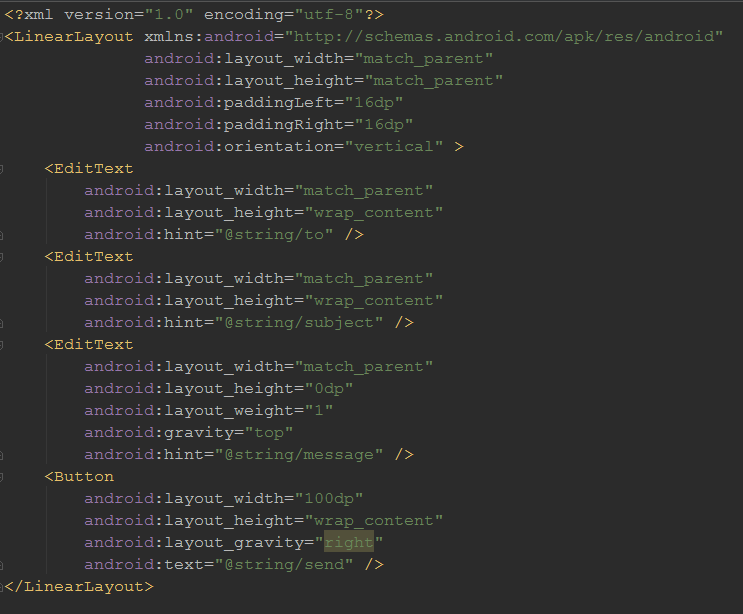 <?xml version="1.0" encoding="utf-8"?>
<LinearLayout xmlns:android="http://schemas.android.com/apk/res/android"
              android:layout_width="match_parent"
              android:layout_height="match_parent"
              android:paddingLeft="16dp"
              android:paddingRight="16dp"
              android:orientation="vertical" >
    <EditText
        android:layout_width="match_parent"
        android:layout_height="wrap_content"
        android:hint="@string/to" />
    <EditText
        android:layout_width="match_parent"
        android:layout_height="wrap_content"
        android:hint="@string/subject" />
    <EditText
        android:layout_width="match_parent"
        android:layout_height="0dp"
        android:layout_weight="1"
        android:gravity="top"
        android:hint="@string/message" />
    <Button
        android:layout_width="100dp"
        android:layout_height="wrap_content"
        android:layout_gravity="right"
        android:text="@string/send" />
</LinearLayout>